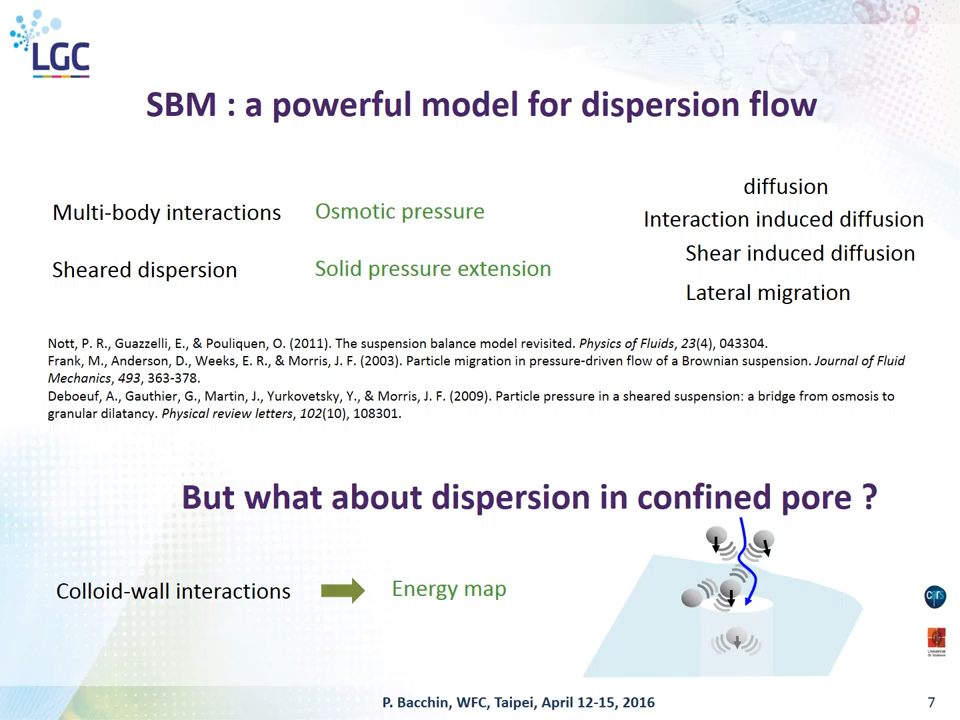 LGC
SBM : a powerful model for dispersion flow
Multi-body interactions
Osmotic pressure
diffusion
Interaction induced diffusion
Sheared dispersion
Solid pressure extension
Shear induced diffusion
Lateral migration
Nott, P. R., Guazzelli, E., & Pouliquen, O. (2011). The suspension balance model revisited. Physics of Fluids, 23(4), 043304.
Frank, M., Anderson, D., Weeks, E. R., & Morris, J. F. (2003). Particle migration in pressure-driven flow of a Brownian suspension. Journal of Fluid
Mechanics, 493, 363-378.
Deboeuf, A., Gauthier, G., Martin, J., Yurkovetsky, Y., & Morris, J. F. (2009). Particle pressure in a sheared suspension: a bridge from osmosis to
granular dilatancy. Physical review letters, 102(10), 108301.
But what about dispersion in confined pore ?
Colloid-wall interactions
Energy map
P. Bacchin, WFC, Taipei, April 12-15, 2016
7